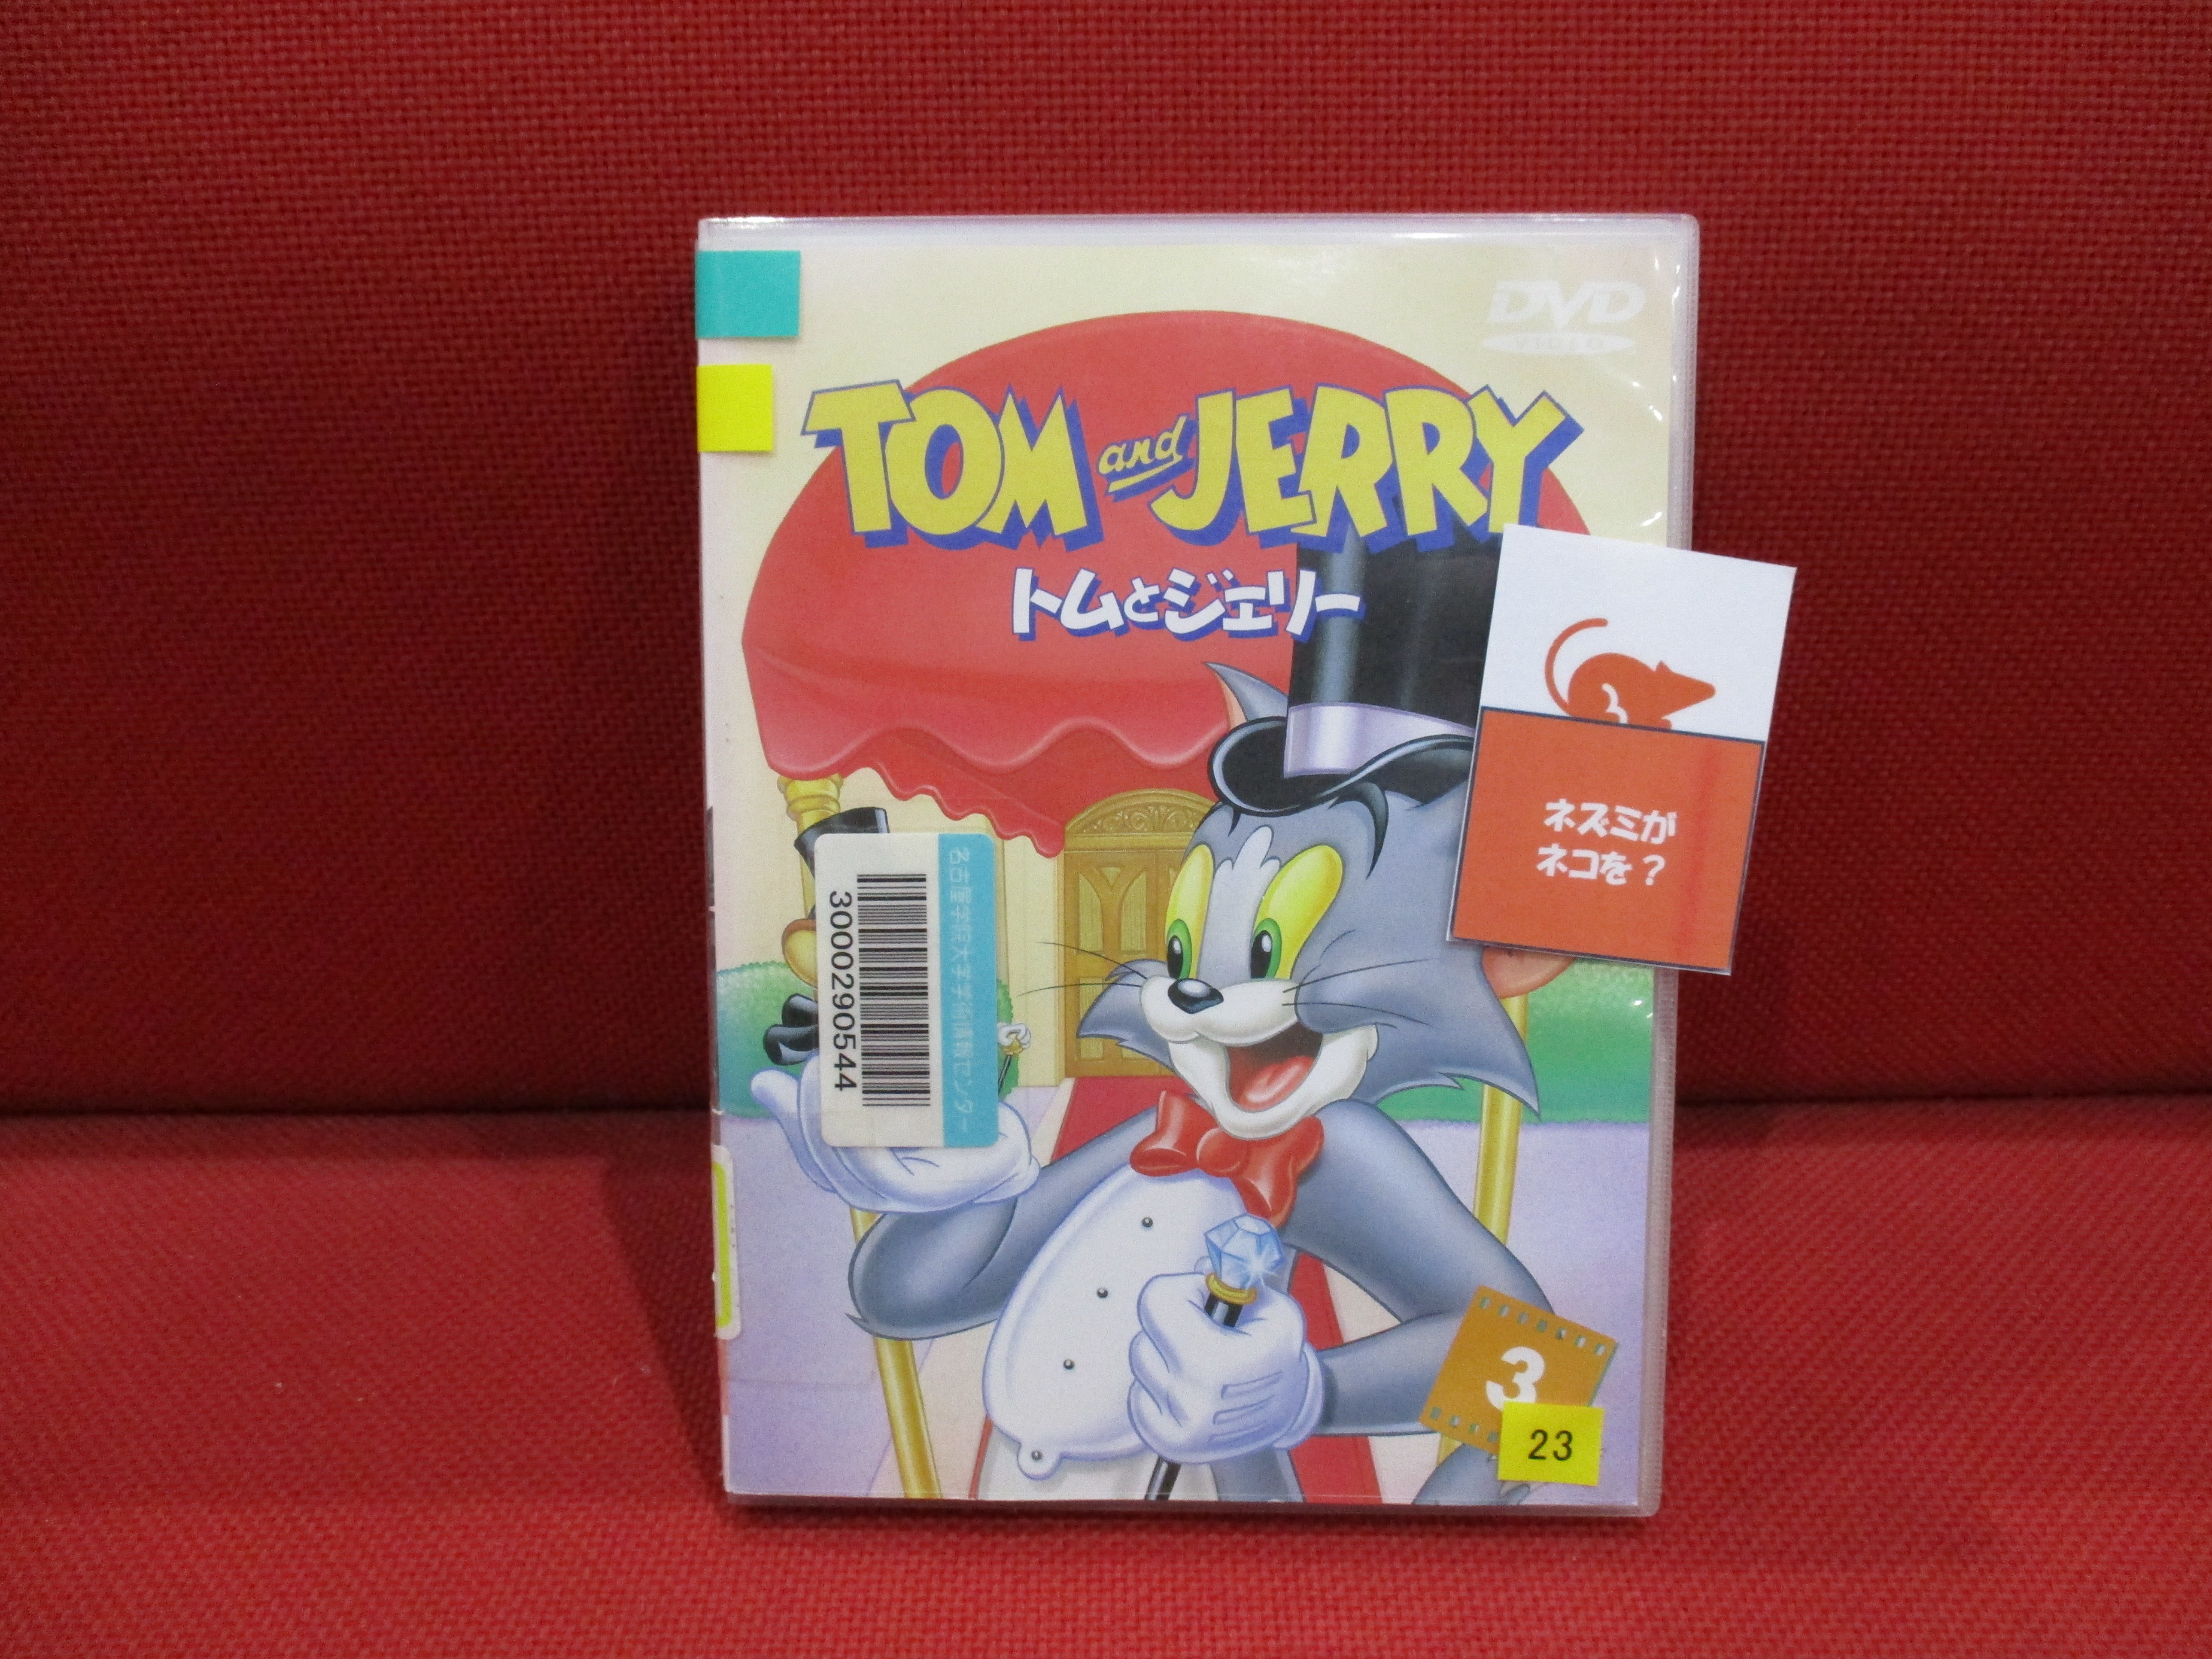 DVD
VIDEO
TOM and JERRY
トムとジェリー
ネズミが
ネコを？
名古屋学院大学学術情報センター
3000290544
3
23